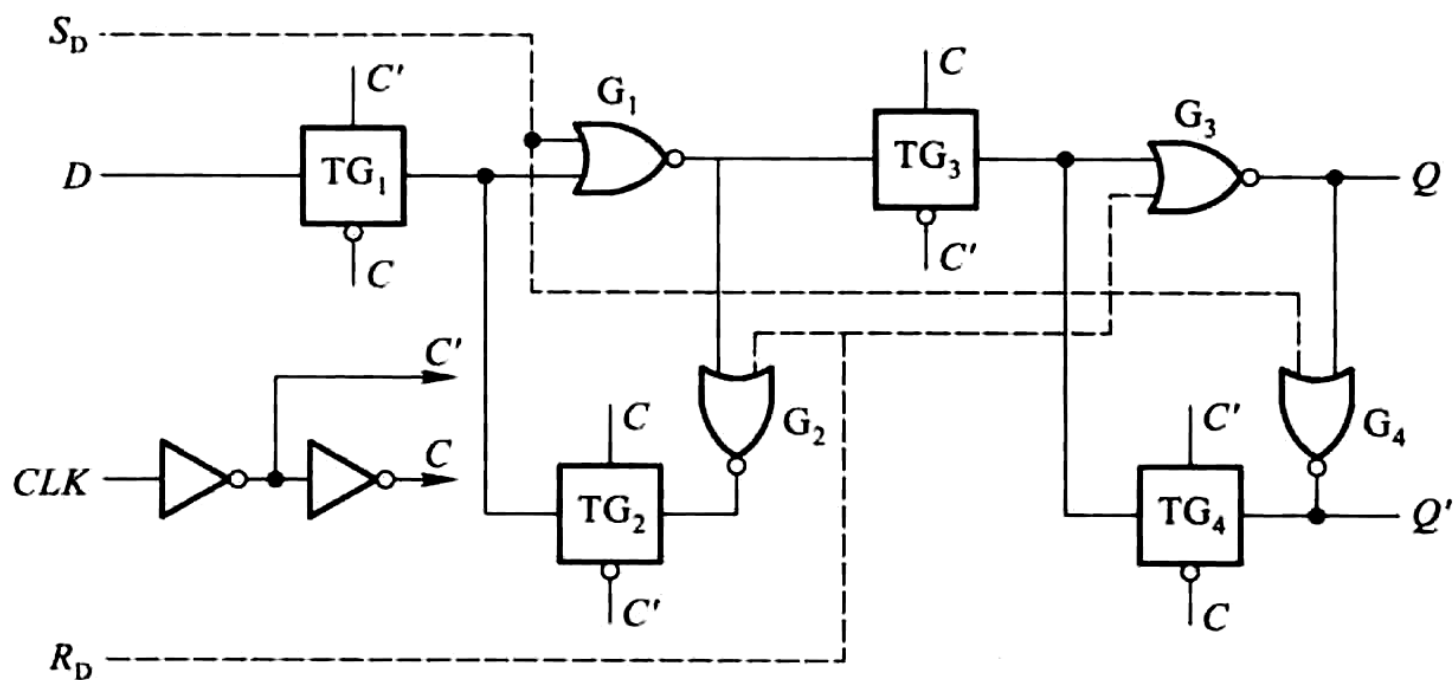 S_D
C'
G₁
C
G₃
D
TG₁
TG₃
Q
C
C'
C'
C
C'
G₂
G₄
CLK
C
TG₂
TG₄
Q'
C'
C
R_D